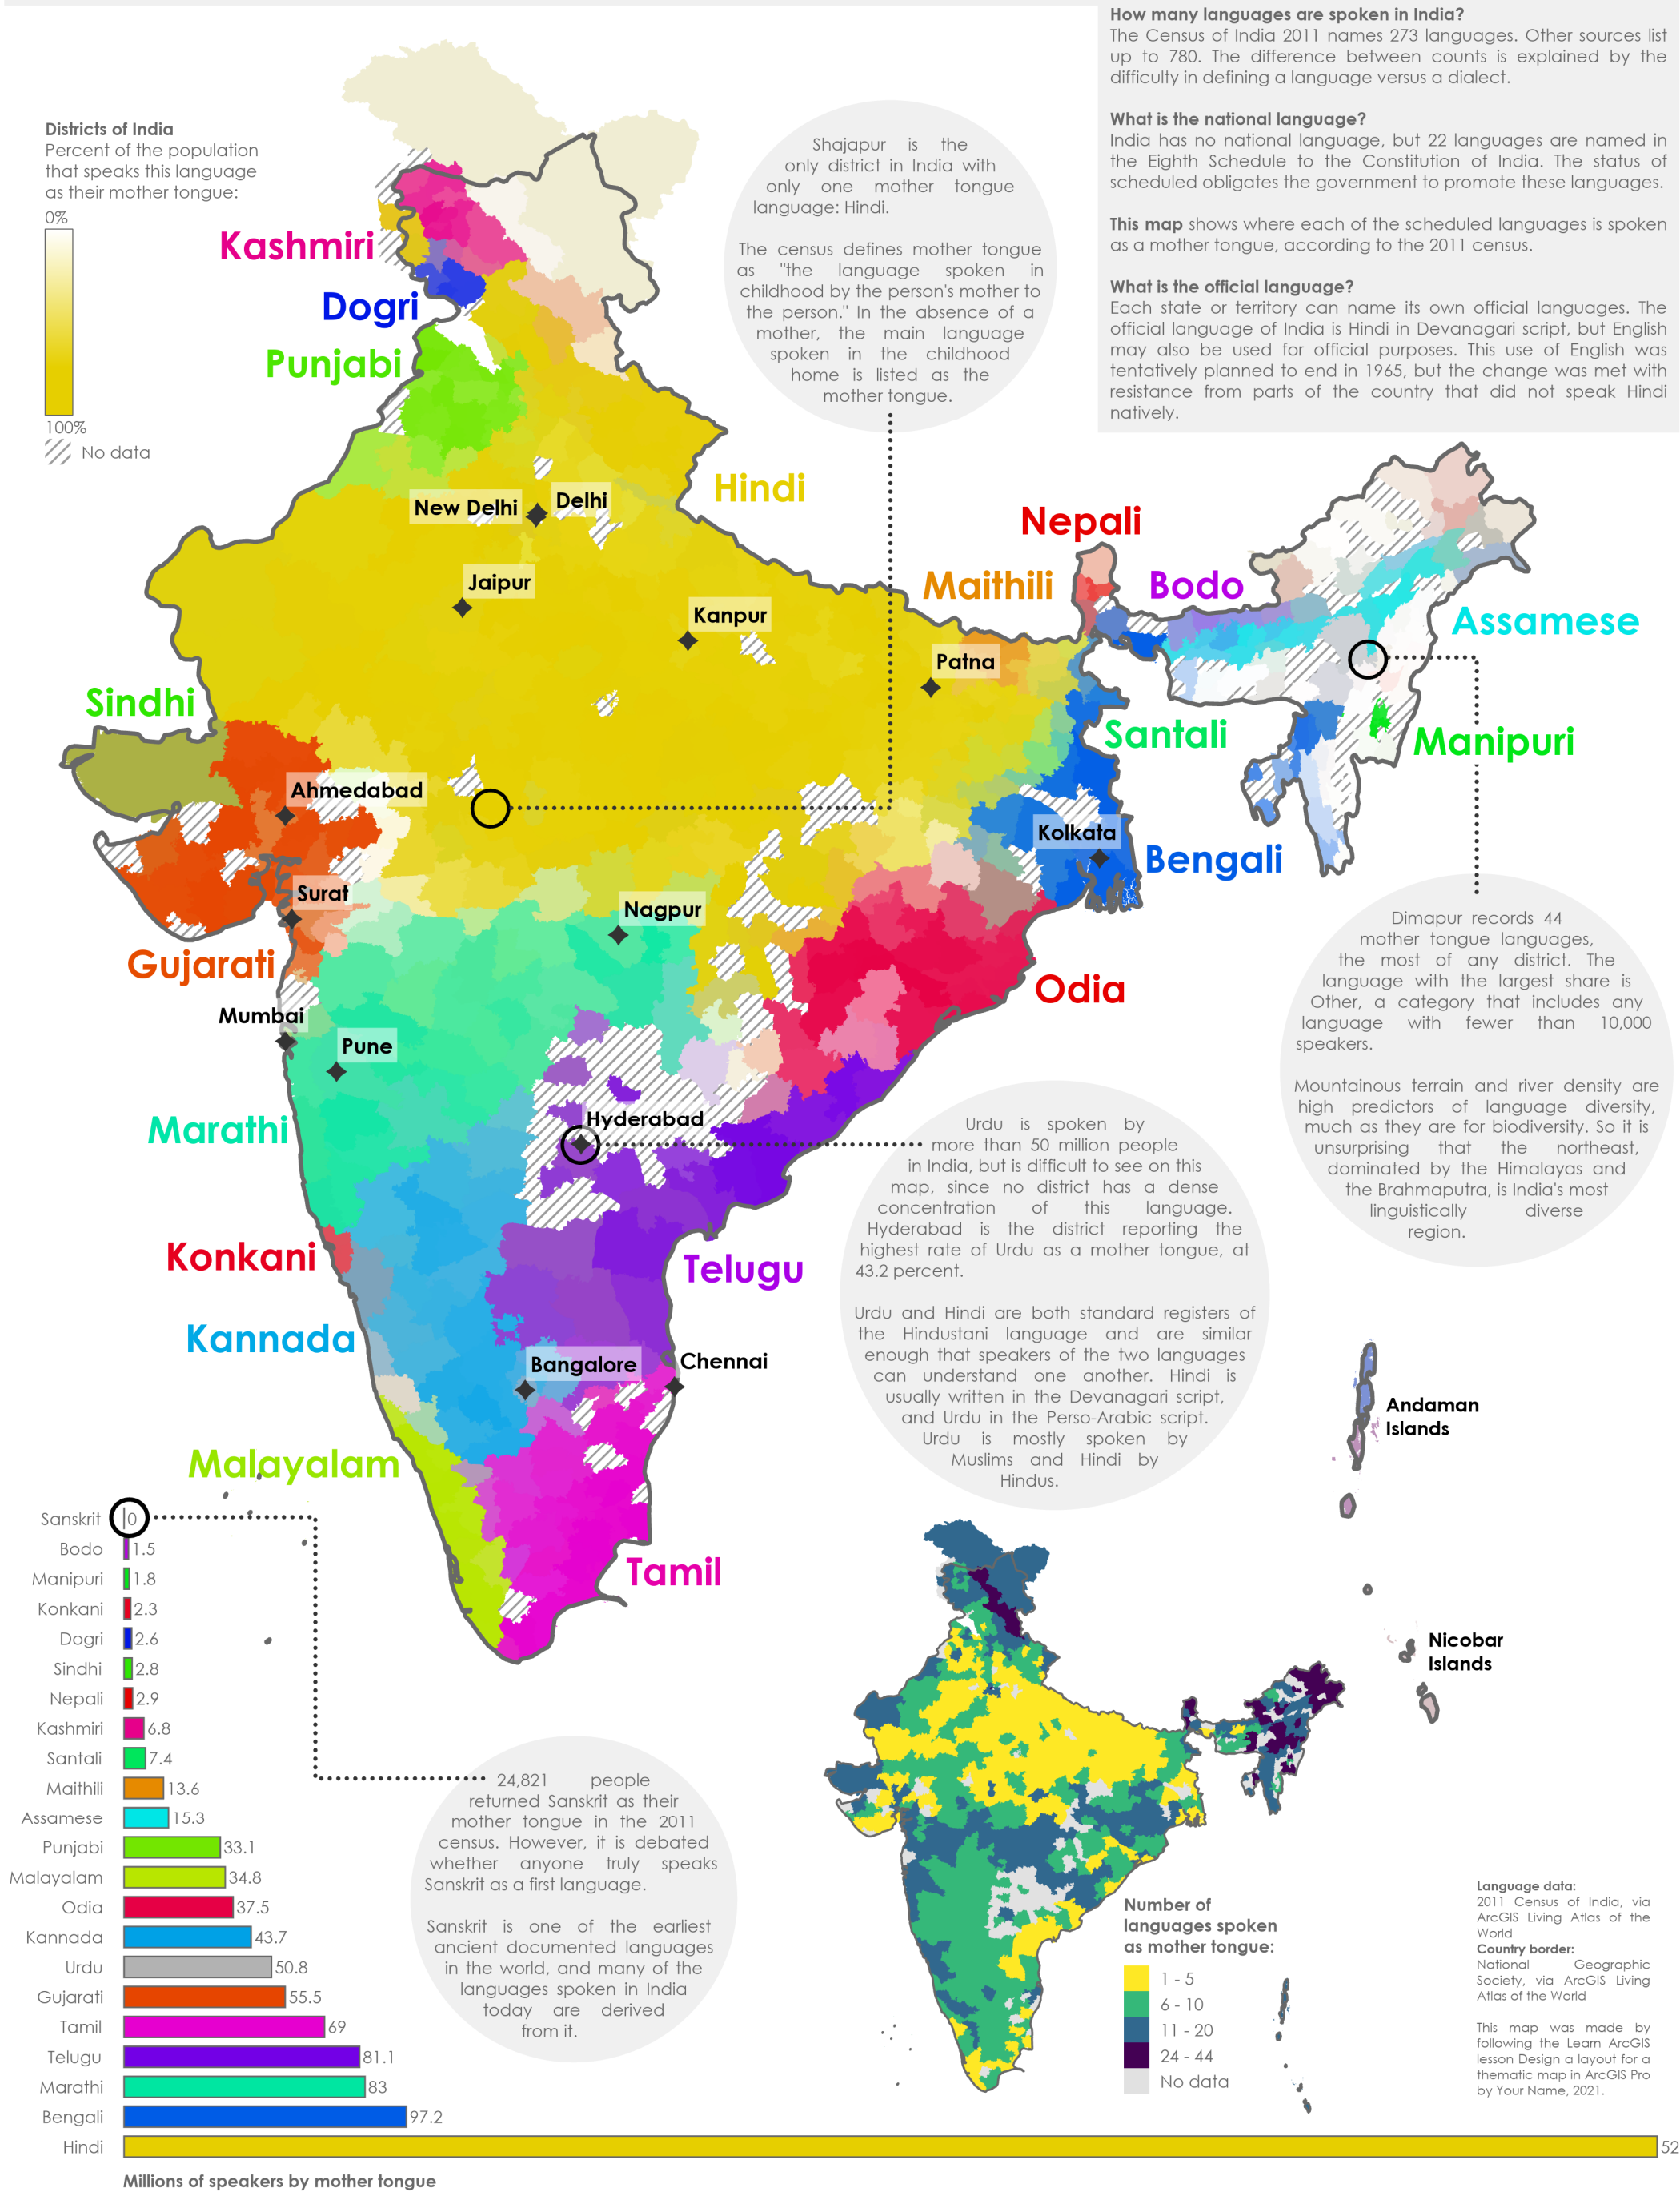 How many languages are spoken in India?
The Census of India 2011 names 273 languages. Other sources list
up to 780. The difference between counts is explained by the
difficulty in defining a language versus a dialect.
What is the national language?
India has no national language, but 22 languages are named in
the Eighth Schedule to the Constitution of India. The status of
scheduled obligates the government to promote these languages.
This map shows where each of the scheduled languages is spoken
as a mother tongue, according to the 2011 census.
What is the official language?
Each state or territory can name its own official languages. The
official language of India is Hindi in Devanagari script, but English
may also be used for official purposes. This use of English was
tentatively planned to end in 1965, but the change was met with
resistance from parts of the country that did not speak Hindi
natively.
Districts of India
Percent of the population
that speaks this language
as their mother tongue:
0%
100%
No data
Shajapur is the
only district in India with
only one mother tongue
language: Hindi.
The census defines mother tongue
as "the language spoken in
childhood by the person's mother to
the person." In the absence of a
mother, the main language
spoken in the childhood
home is listed as the
mother tongue.
Kashmiri
Dogri
Punjabi
Hindi
New Delhi
Delhi
Nepali
Jaipur
Maithili
Bodo
Kanpur
Assamese
Patna
Sindhi
Santali
Manipuri
Ahmedabad
Kolkata
Bengali
Surat
Nagpur
Gujarati
Odia
Mumbai
Pune
Dimapur records 44
mother tongue languages,
the most of any district. The
language with the largest share is
Other, a category that includes any
language with fewer than 10,000
speakers.
Mountainous terrain and river density are
high predictors of language diversity,
much as they are for biodiversity. So it is
unsurprising that the northeast,
dominated by the Himalayas and
the Brahmaputra, is India's most
linguistically diverse
region.
Marathi
Hyderabad
Urdu is spoken by
more than 50 million people
in India, but is difficult to see on this
map, since no district has a dense
concentration of this language.
Hyderabad is the district reporting the
highest rate of Urdu as a mother tongue, at
43.2 percent.
Urdu and Hindi are both standard registers of
the Hindustani language and are similar
enough that speakers of the two languages
can understand one another. Hindi is
usually written in the Devanagari script,
and Urdu in the Perso-Arabic script.
Urdu is mostly spoken by
Muslims and Hindi by
Hindus.
Konkani
Telugu
Kannada
Bangalore
Chennai
Andaman
Islands
Malayalam
Tamil
Nicobar
Islands
Sanskrit 0
Bodo 1.5
Manipuri 1.8
Konkani 2.3
Dogri 2.6
Sindhi 2.8
Nepali 2.9
Kashmiri 6.8
Santali 7.4
Maithili 13.6
Assamese 15.3
Punjabi 33.1
Malayalam 34.8
Odia 37.5
Kannada 43.7
Urdu 50.8
Gujarati 55.5
Tamil 69
Telugu 81.1
Marathi 83
Bengali 97.2
Hindi 52
Millions of speakers by mother tongue
24,821 people
returned Sanskrit as their
mother tongue in the 2011
census. However, it is debated
whether anyone truly speaks
Sanskrit as a first language.
Sanskrit is one of the earliest
ancient documented languages
in the world, and many of the
languages spoken in India
today are derived
from it.
Number of
languages spoken
as mother tongue:
1 - 5
6 - 10
11 - 20
24 - 44
No data
Language data:
2011 Census of India, via
ArcGIS Living Atlas of the
World
Country border:
National Geographic
Society, via ArcGIS Living
Atlas of the World
This map was made by
following the Learn ArcGIS
lesson Design a layout for a
thematic map in ArcGIS Pro
by Your Name, 2021.